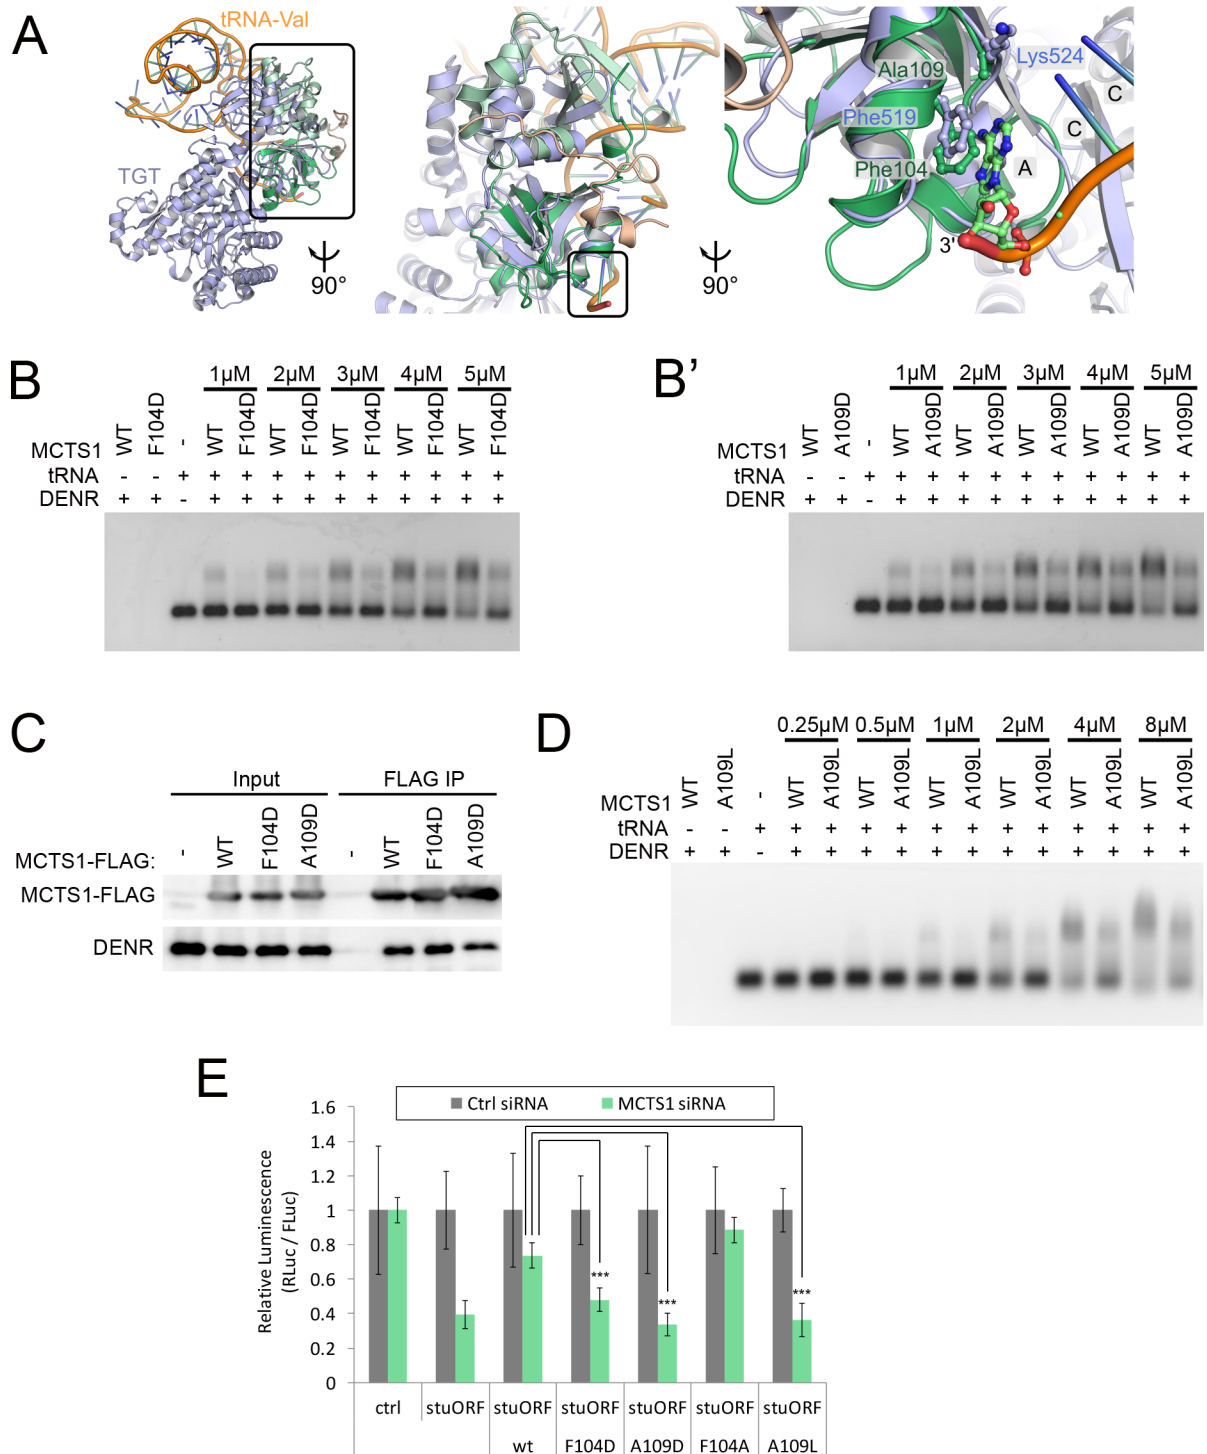 A
tRNA-Val
TGT
90°
90°
Ala109
Lys524
Phe519
Phe104
C
C
A
3'
B
1µM 2µM 3µM 4µM 5µM
MCTS1 WT F104D - WT F104D WT F104D WT F104D WT F104D WT F104D
tRNA - - + + + + + + + + + + +
DENR + + - + + + + + + + + + +
B’
1µM 2µM 3µM 4µM 5µM
MCTS1 WT A109D - WT A109D WT A109D WT A109D WT A109D WT A109D
tRNA - - + + + + + + + + + + +
DENR + + - + + + + + + + + + +
C
Input FLAG IP
MCTS1-FLAG: - WT F104D A109D - WT F104D A109D
MCTS1-FLAG
DENR
D
0.25µM 0.5µM 1µM 2µM 4µM 8µM
MCTS1 WT A109L - WT A109L WT A109L WT A109L WT A109L WT A109L WT A109L
tRNA - - + + + + + + + + + + + + +
DENR + + - + + + + + + + + + + + +
E
Ctrl siRNA MCTS1 siRNA
Relative Luminescence
(RLuc / FLuc)
1.6
1.4
1.2
1
0.8
0.6
0.4
0.2
0
*** *** ***
ctrl stuORF stuORF stuORF stuORF stuORF stuORF
wt F104D A109D F104A A109L